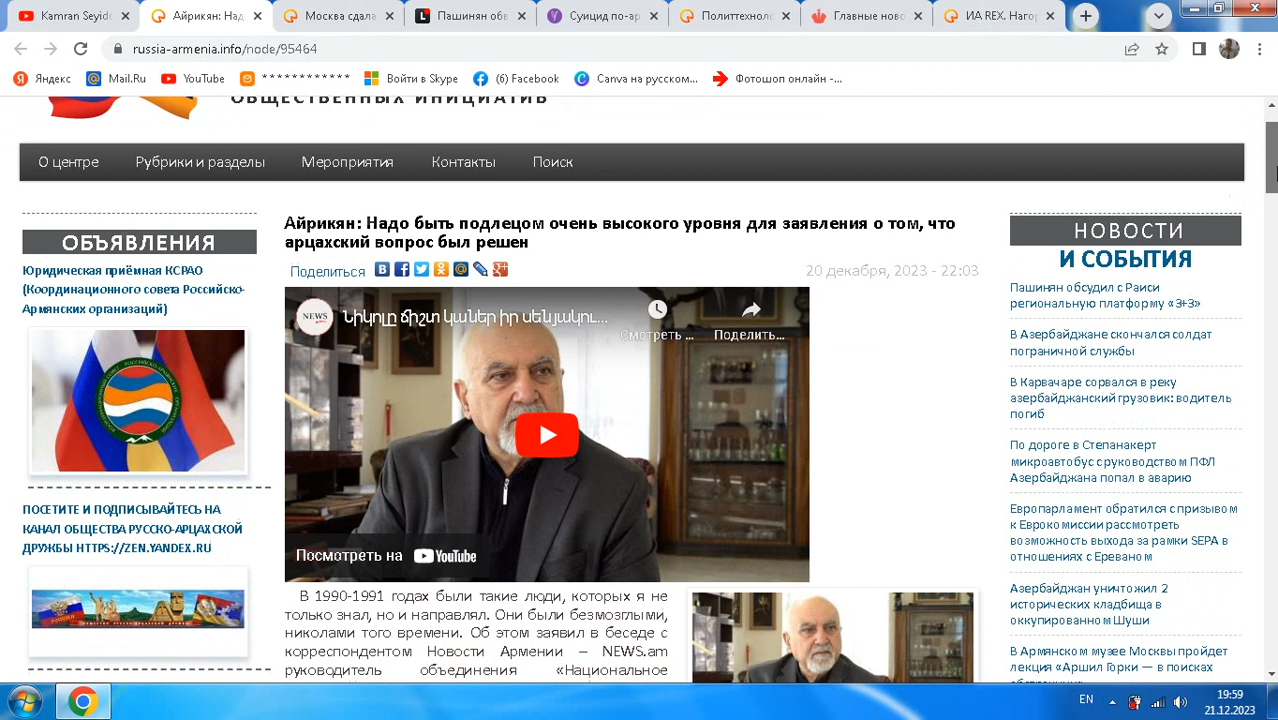 Kamran Seyid
Айрикян: Над
Москва сдала
Пашинян обв
Суицид по-ар
Политтехнол
Главные ново
ИА REX. Нагор
russia-armenia.info/node/95464
Яндекс
Mail.Ru
YouTube
************
Войти в Skype
(6) Facebook
Canva на русском...
Фотошоп онлайн -...
ОБЩЕСТВЕННЫХ ИНИЦИАТИВ
О центре
Рубрики и разделы
Мероприятия
Контакты
Поиск
ОБЪЯВЛЕНИЯ
Юридическая приёмная КСРАО
(Координационного совета Российско-
Армянских организаций)
ПОСЕТИТЕ И ПОДПИСЫВАЙТЕСЬ НА
КАНАЛ ОБЩЕСТВА РУССКО-АРЦАХСКОЙ
ДРУЖБЫ HTTPS://ZEN.YANDEX.RU
Айрикян: Надо быть подлецом очень высокого уровня для заявления о том, что
арцахский вопрос был решен
Поделиться
20 декабря, 2023 - 22:03
NEWS
Նիկոլը ճիշտ կաներ իր սենյակու...
Смотреть ...
Поделить...
Посмотреть на YouTube
В 1990-1991 годах были такие люди, которых я не
только знал, но и направлял. Они были безмозглыми,
николами того времени. Об этом заявил в беседе с
корреспондентом Новости Армении – NEWS.am
руководитель объединения «Национальное
НОВОСТИ
И СОБЫТИЯ
Пашинян обсудил с Раиси
региональную платформу «3+3»
В Азербайджане скончался солдат
пограничной службы
В Карвачаре сорвался в реку
азербайджанский грузовик: водитель
погиб
По дороге в Степанакерт
микроавтобус с руководством ПФЛ
Азербайджана попал в аварию
Европарламент обратился с призывом
к Еврокомиссии рассмотреть
возможность выхода за рамки SEPA в
отношениях с Ереваном
Азербайджан уничтожил 2
исторических кладбища в
оккупированном Шуши
В Армянском музее Москвы пройдет
лекция «Аршил Горки — в поисках
EN
19:59
21.12.2023